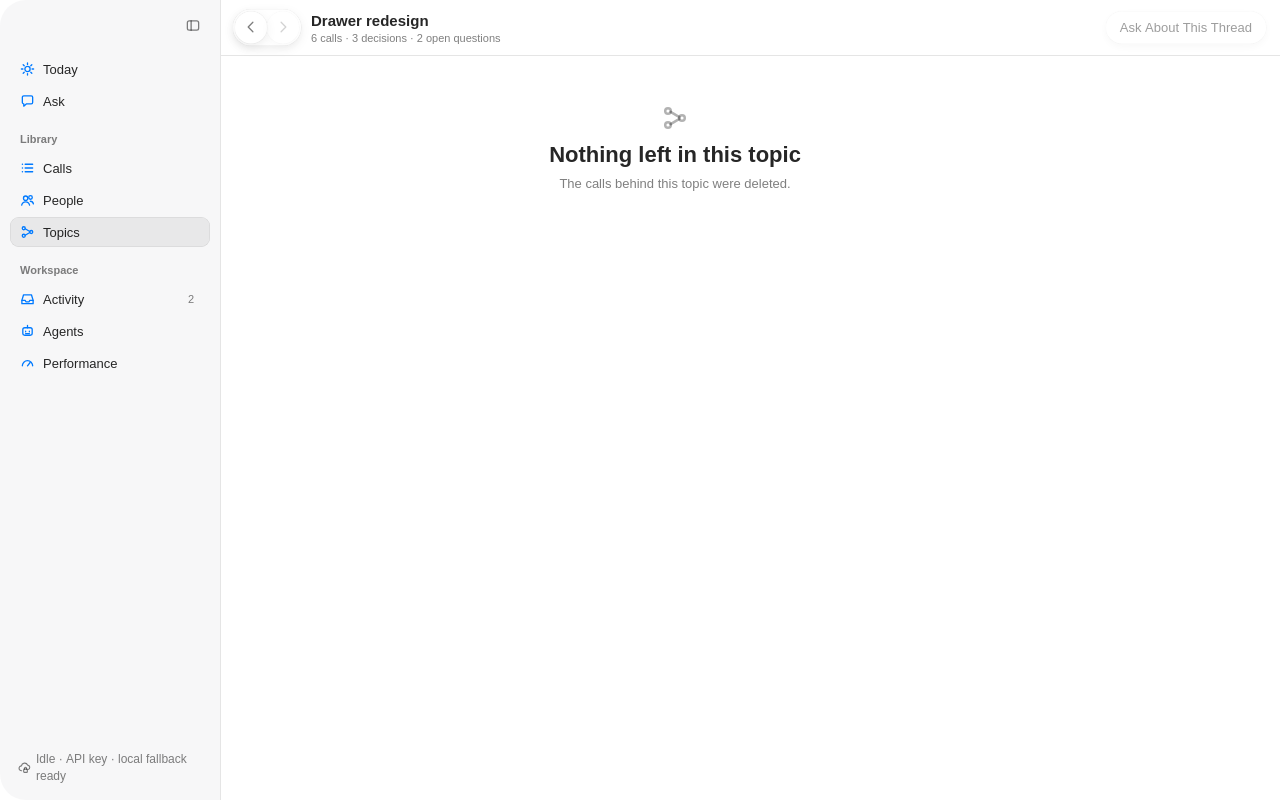 Drawer redesign
6 calls · 3 decisions · 2 open questions
Ask About This Thread
Today
Ask
Library
Calls
People
Topics
Workspace
Activity 2
Agents
Performance
Idle · API key · local fallback
ready
Nothing left in this topic
The calls behind this topic were deleted.